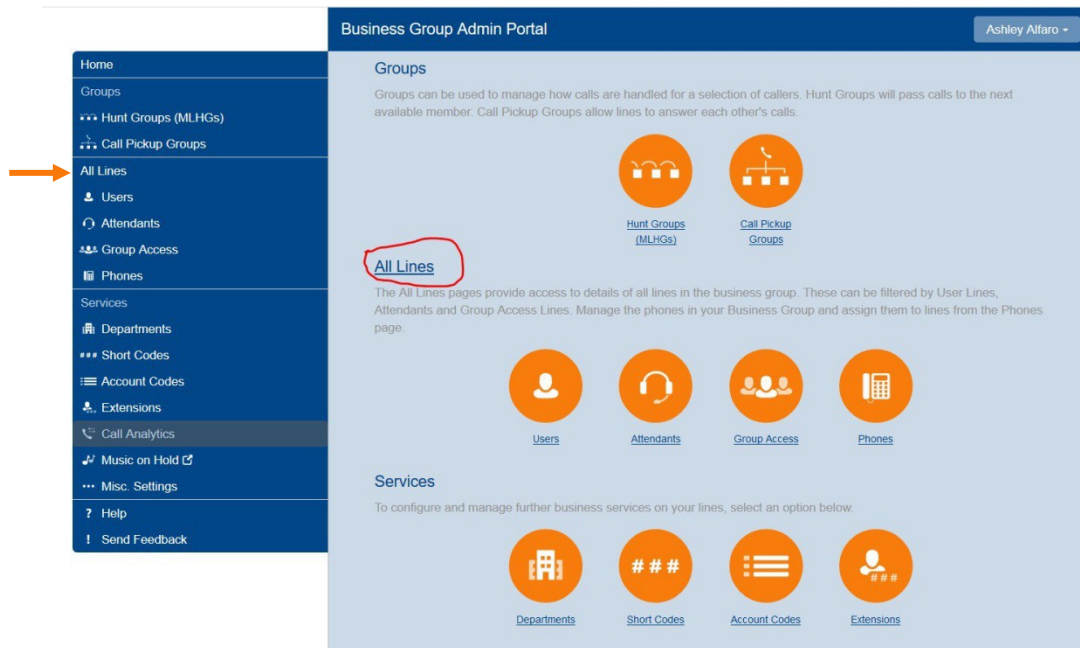 Business Group Admin Portal
Ashley Alfaro
Home
Groups
Hunt Groups (MLHGs)
Call Pickup Groups
All Lines
Users
Attendants
Group Access
Phones
Services
Departments
### Short Codes
Account Codes
Extensions
Call Analytics
Music on Hold
Misc. Settings
? Help
! Send Feedback
Groups
Groups can be used to manage how calls are handled for a selection of callers. Hunt Groups will pass calls to the next
available member. Call Pickup Groups allow lines to answer each other's calls.
Hunt Groups
(MLHGs)
Call Pickup
Groups
All Lines
The All Lines pages provide access to details of all lines in the business group. These can be filtered by User Lines,
Attendants and Group Access Lines. Manage the phones in your Business Group and assign them to lines from the Phones
page.
Users
Attendants
Group Access
Phones
Services
To configure and manage further business services on your lines, select an option below.
###
###
Departments
Short Codes
Account Codes
Extensions